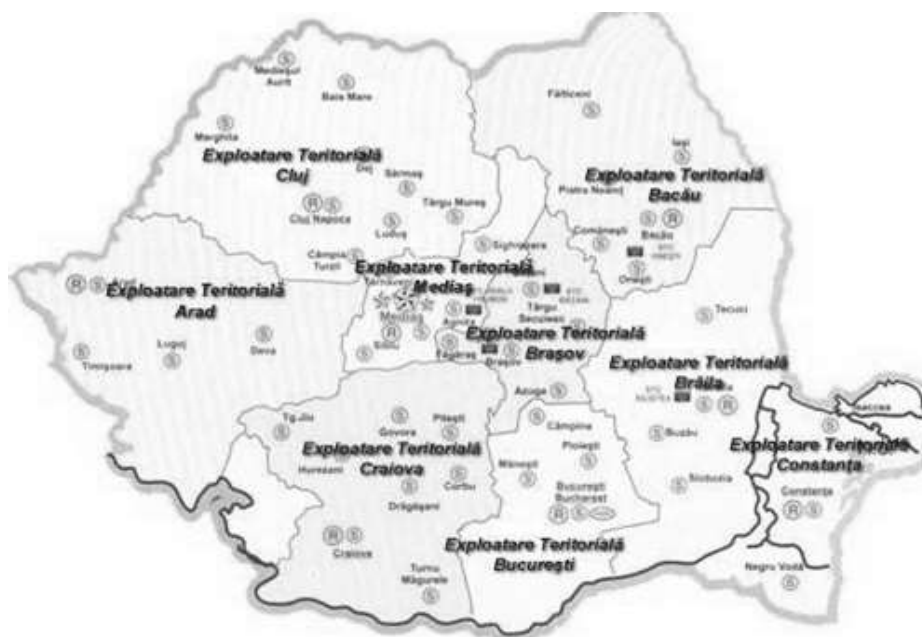 Medieșul
Aurit
Baia Mare
Fălticeni
Marghita
Iași
Exploatare Teritorială
Cluj
Dej
Sărmaș
Exploatare Teritorială
Bacău
Piatra Neamț
Cluj Napoca
Târgu Mureș
Luduș
Bacău
Comănești
Câmpia
Turzii
Sighișoara
Onești
Exploatare Teritorială
Mediaș
Mediaș
Exploatare Teritorială
Arad
Târgu
Secuiesc
Agnita
Tecuci
Timișoara
Lugoj
Deva
Sibiu
Făgăraș
Brașov
Exploatare Teritorială
Brașov
Exploatare Teritorială
Brăila
Azuga
Isaccea
Tg.Jiu
Govora
Pitești
Câmpina
Buzău
Exploatare Teritorială
Constanța
Exploatare Teritorială
Craiova
Hurezani
Corbu
Drăgășani
Ploiești
Mănești
București
Bucharest
Slobozia
Constanța
Craiova
Exploatare Teritorială
București
Turnu
Măgurele
Negru Vodă